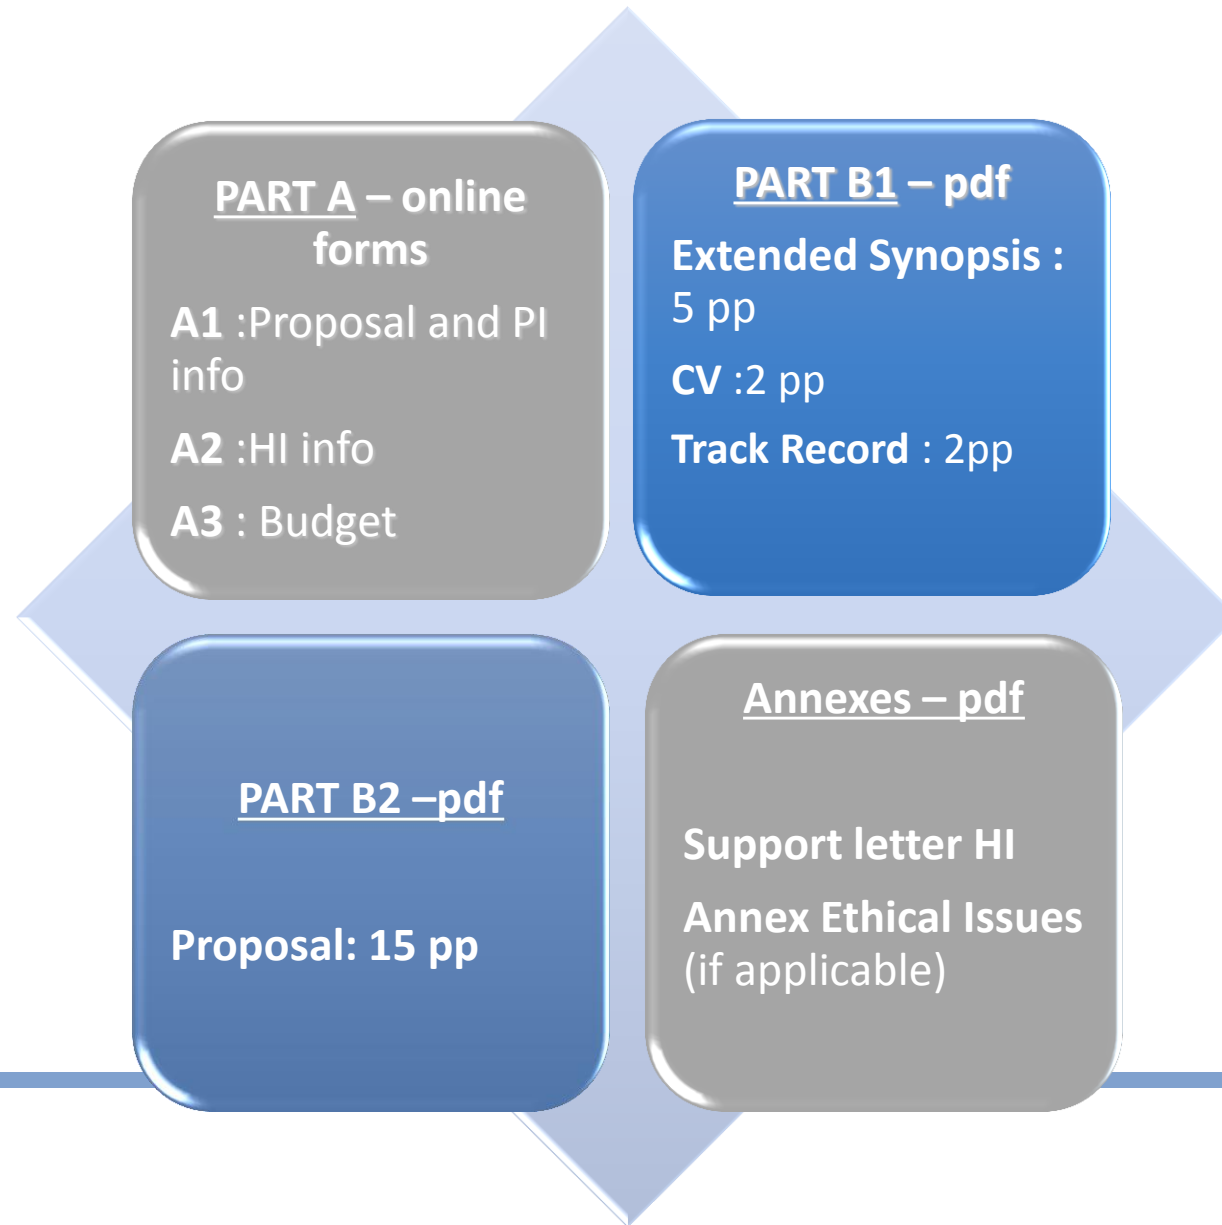 PART A – online
forms
A1 :Proposal and PI
info
A2 :HI info
A3 : Budget
PART B1 – pdf
Extended Synopsis :
5 pp
CV :2 pp
Track Record : 2pp
PART B2 –pdf
Proposal: 15 pp
Annexes – pdf
Support letter HI
Annex Ethical Issues
(if applicable)